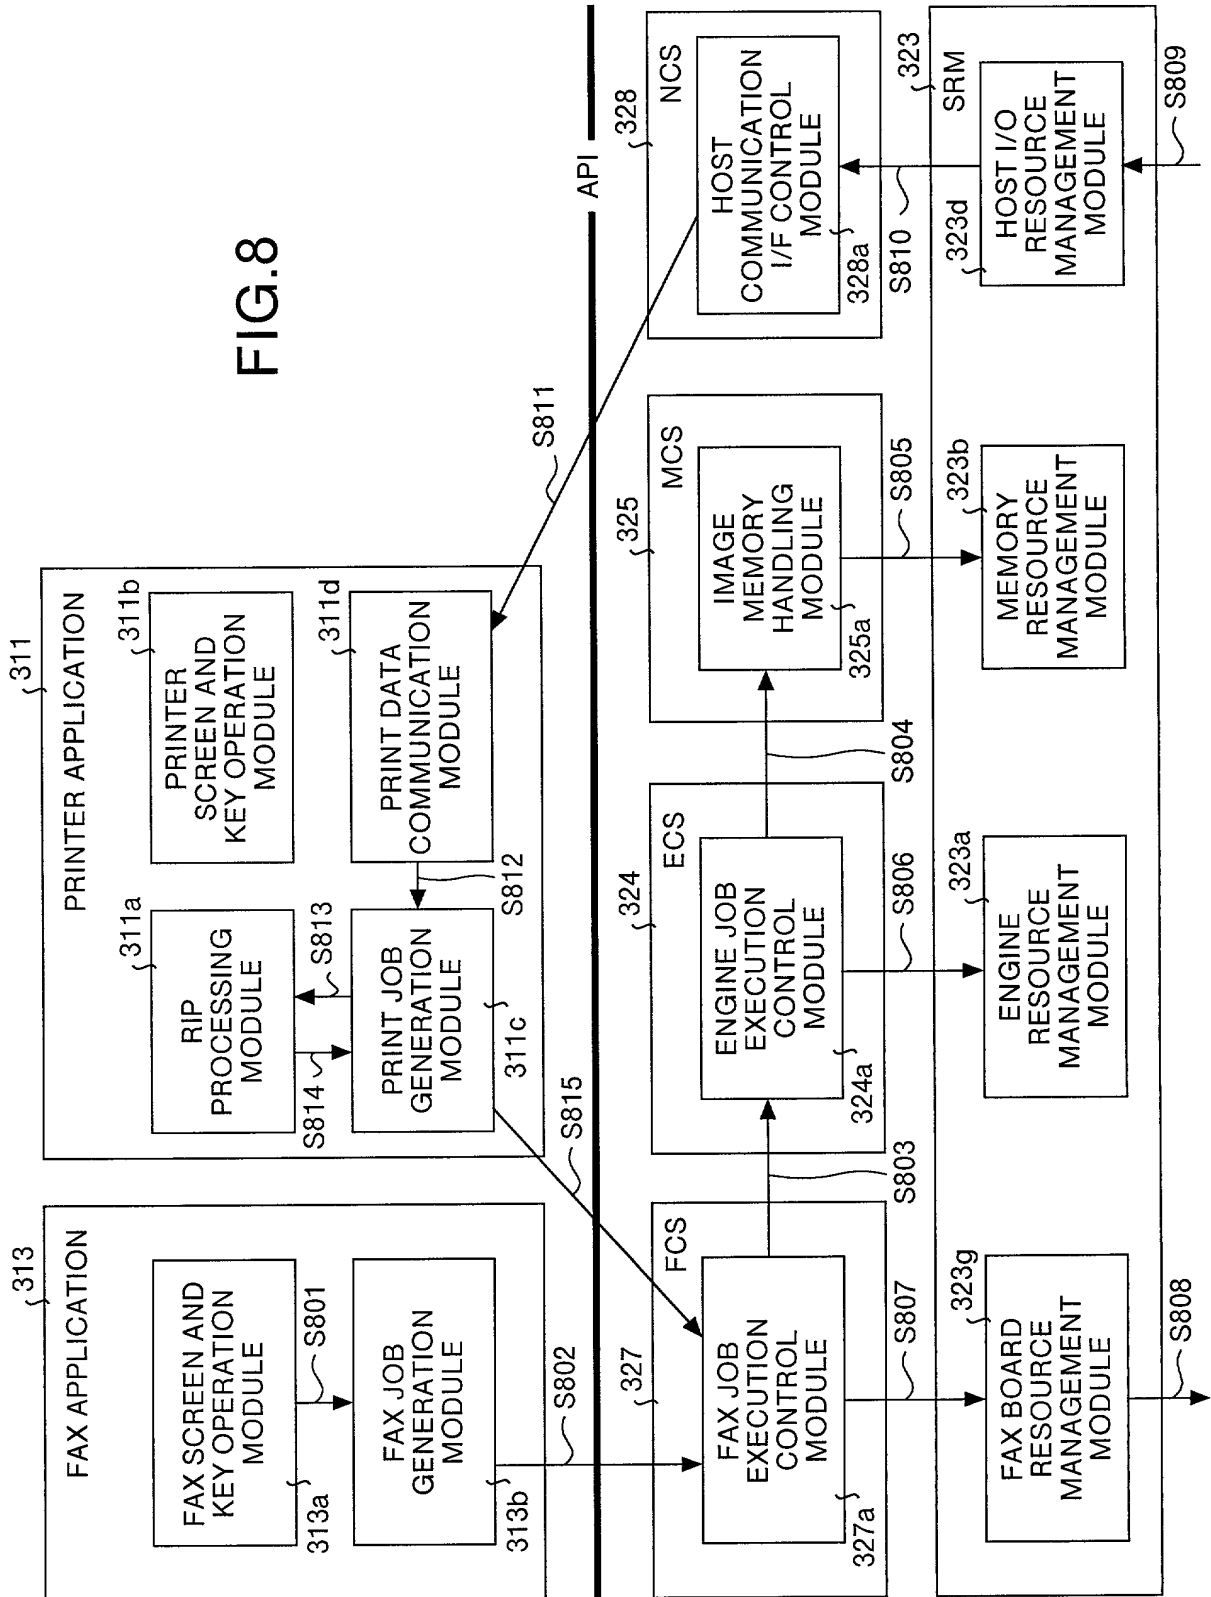 FIG.8
313
FAX APPLICATION
FAX SCREEN AND
KEY OPERATION
MODULE
313a
S801
FAX JOB
GENERATION
MODULE
313b
S802
311
PRINTER APPLICATION
311a
RIP
PROCESSING
MODULE
311b
PRINTER
SCREEN AND
KEY OPERATION
MODULE
S814
S813
PRINT JOB
GENERATION
MODULE
311c
S812
311d
PRINT DATA
COMMUNICATION
MODULE
S815
S811
API
327
FCS
FAX JOB
EXECUTION
CONTROL
MODULE
327a
S803
S807
324
ECS
ENGINE JOB
EXECUTION
CONTROL
MODULE
324a
S804
S806
325
MCS
IMAGE
MEMORY
HANDLING
MODULE
325a
S805
328
NCS
HOST
COMMUNICATION
I/F CONTROL
MODULE
328a
S810
323
SRM
323g
FAX BOARD
RESOURCE
MANAGEMENT
MODULE
S808
323a
ENGINE
RESOURCE
MANAGEMENT
MODULE
323b
MEMORY
RESOURCE
MANAGEMENT
MODULE
323d
HOST I/O
RESOURCE
MANAGEMENT
MODULE
S809